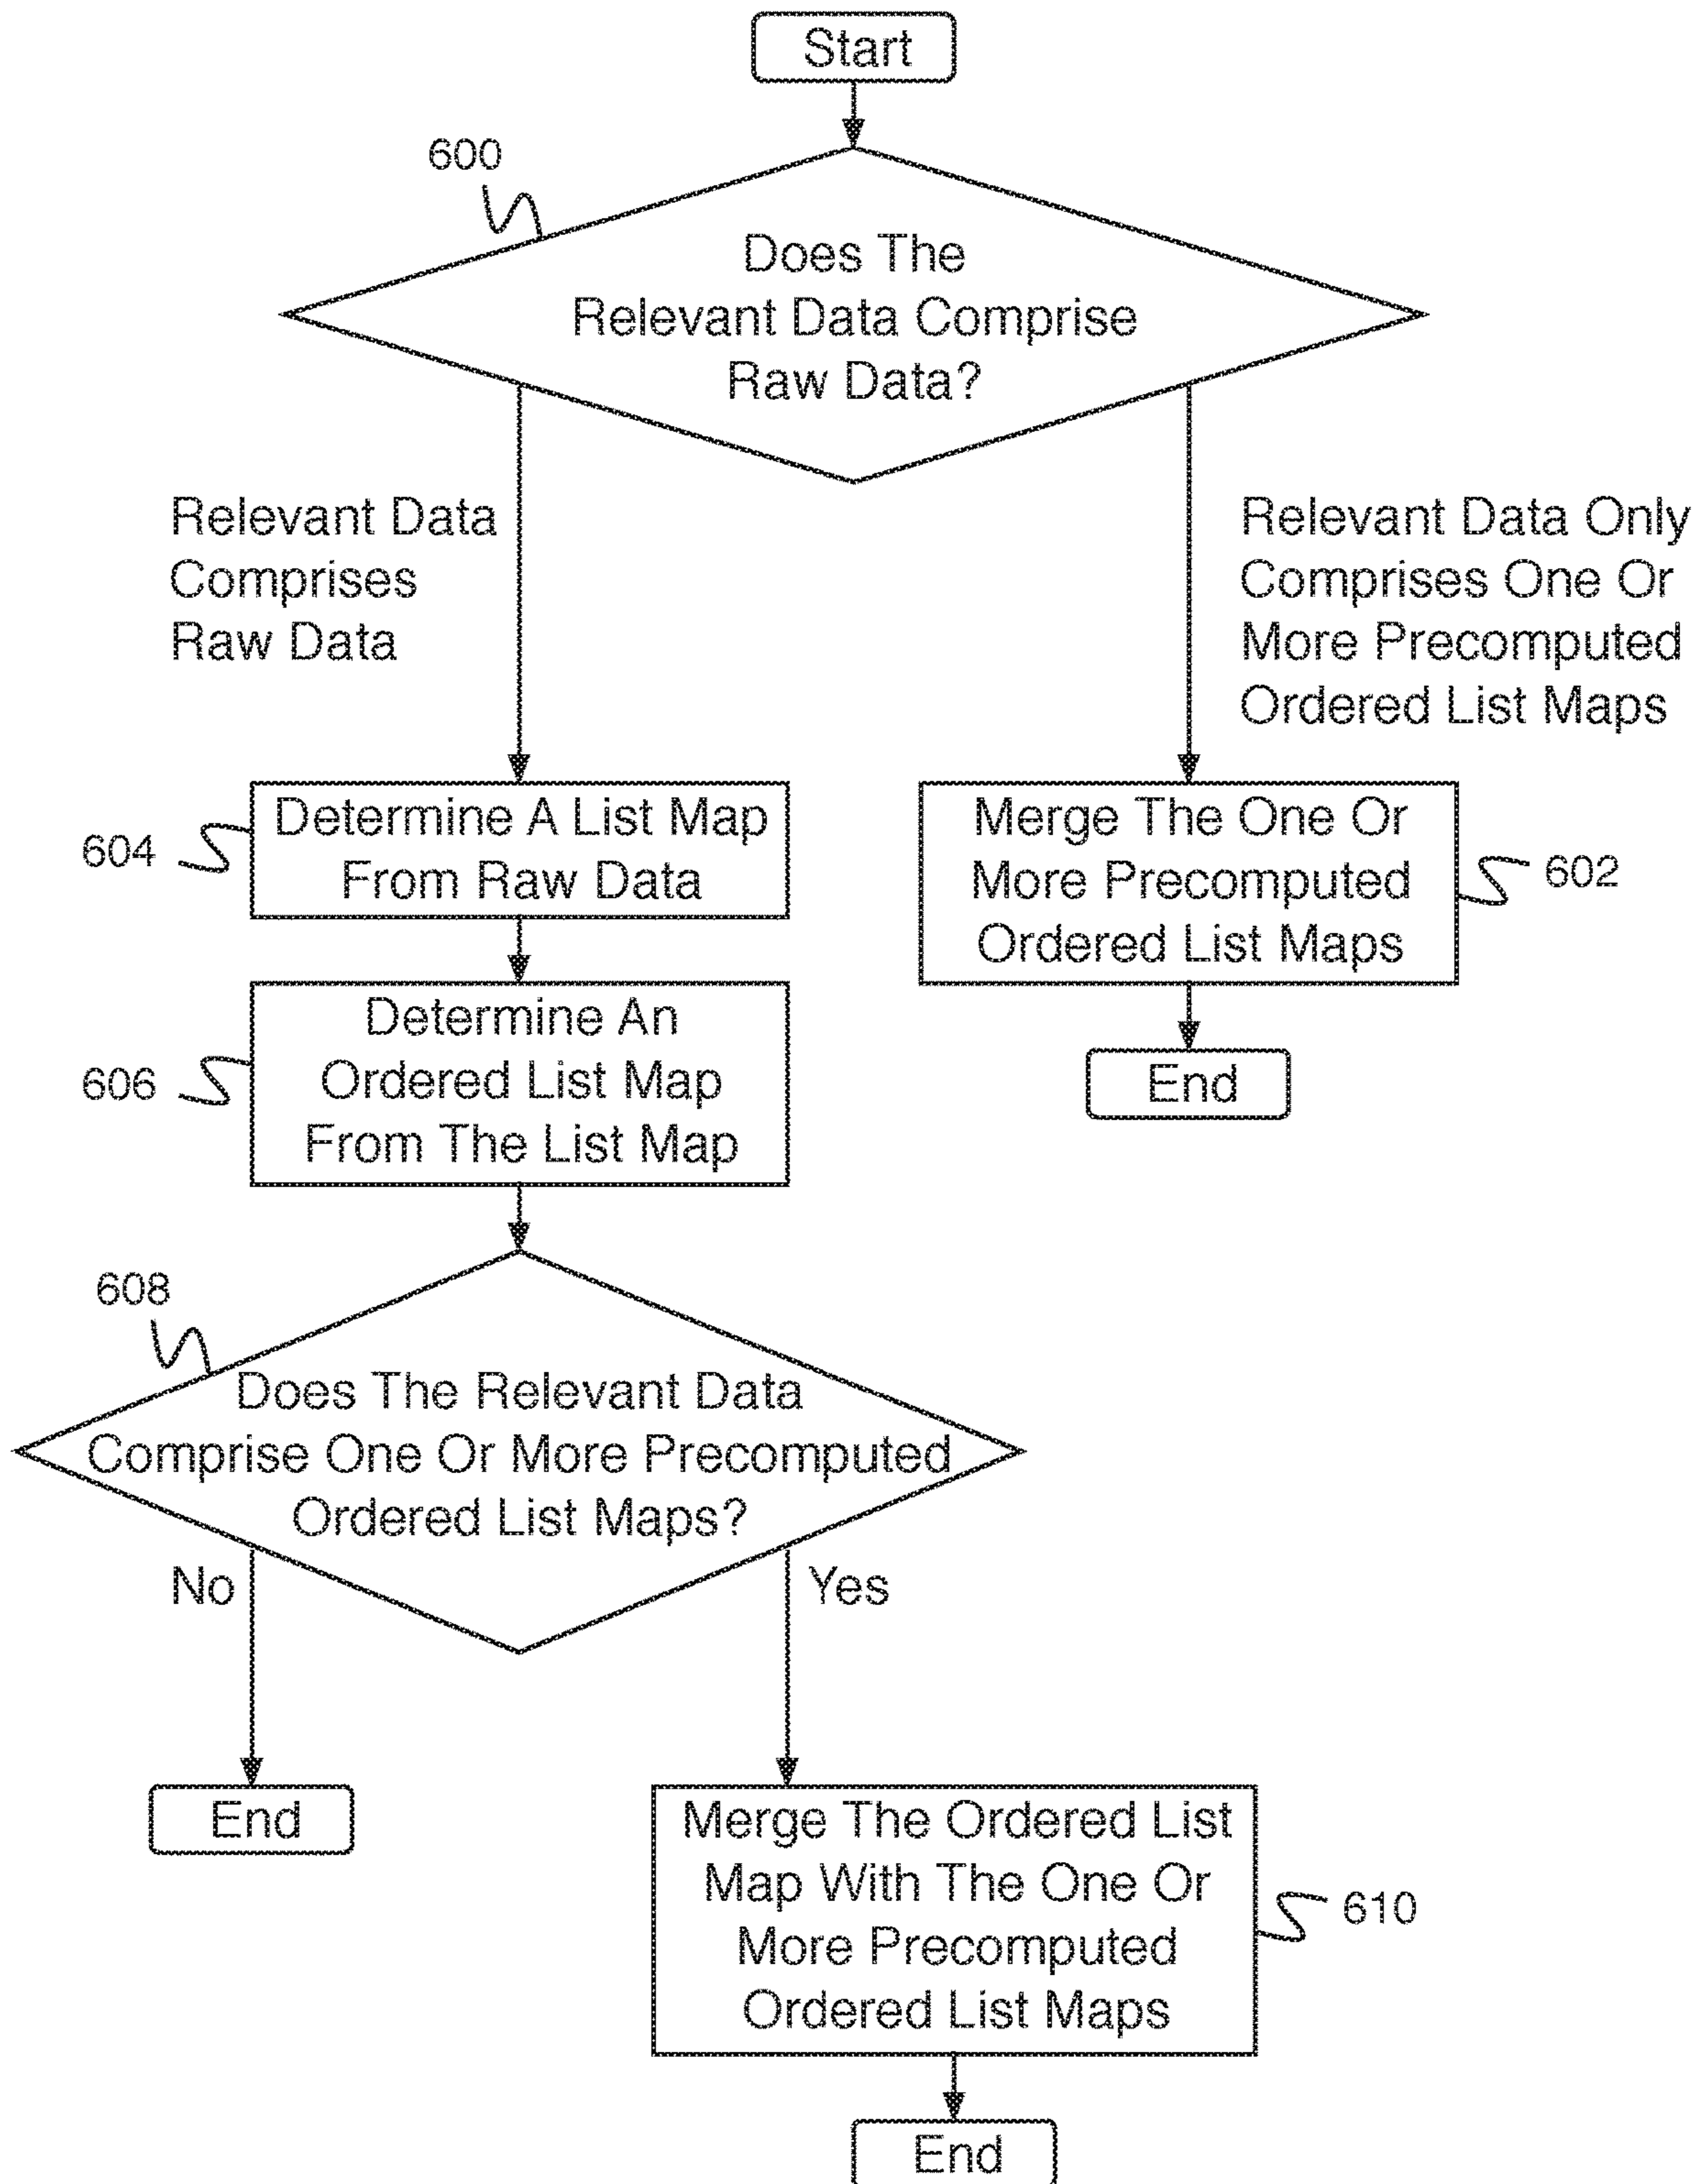 Start
600
Does The
Relevant Data Comprise
Raw Data?
Relevant Data
Comprises
Raw Data
Relevant Data Only
Comprises One Or
More Precomputed
Ordered List Maps
604
Determine A List Map
From Raw Data
Merge The One Or
More Precomputed
Ordered List Maps
602
606
Determine An
Ordered List Map
From The List Map
End
608
Does The Relevant Data
Comprise One Or More Precomputed
Ordered List Maps?
No
Yes
End
Merge The Ordered List
Map With The One Or
More Precomputed
Ordered List Maps
610
End